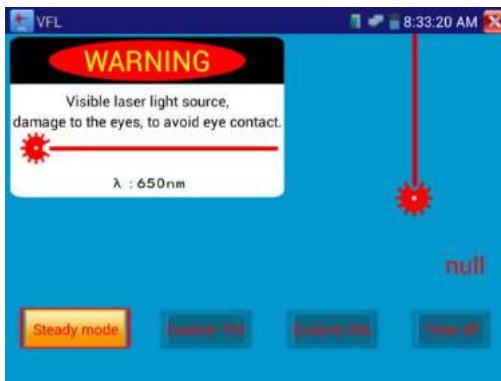 VFL
8:33:20 AM
WARNING
Visible laser light source,
damage to the eyes, to avoid eye contact.
λ : 650nm
null
Steady mode